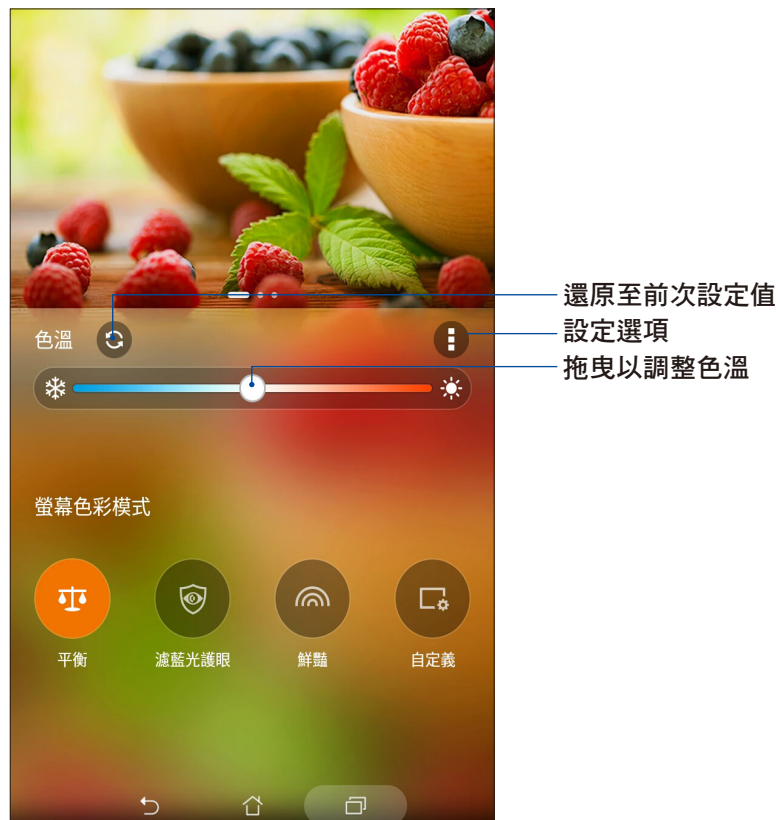 還原至前次設定值
色溫
設定選項
拖曳以調整色溫
螢幕色彩模式
平衡
濾藍光護眼
鮮豔
自定義